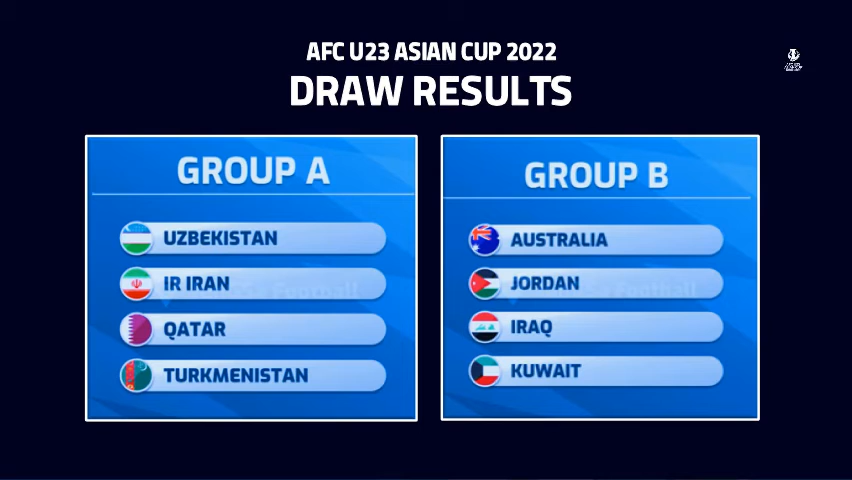 AFC U23 ASIAN CUP 2022
DRAW RESULTS
GROUP A
UZBEKISTAN
IR IRAN
QATAR
TURKMENISTAN
GROUP B
AUSTRALIA
JORDAN
IRAQ
KUWAIT